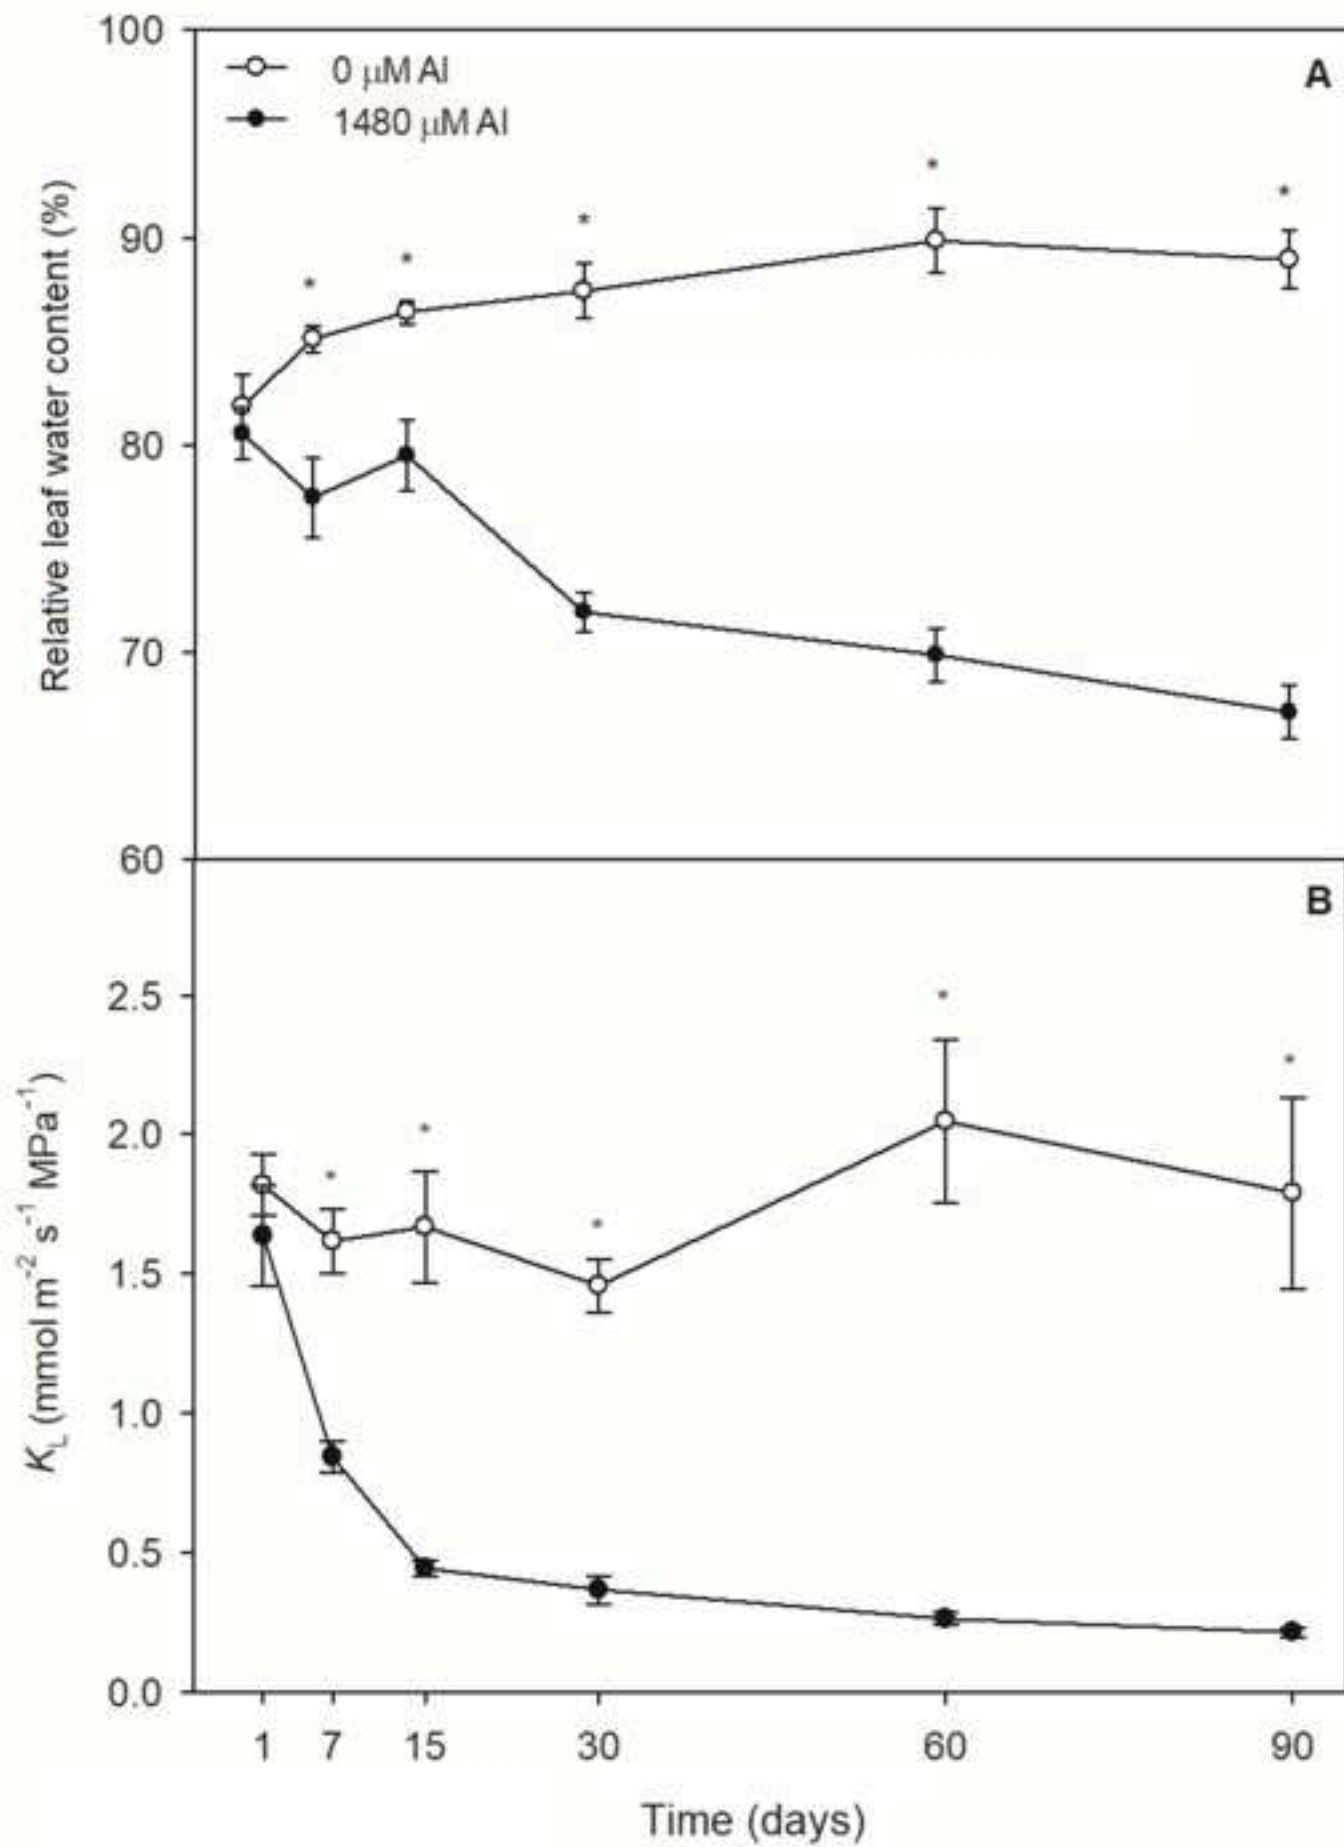 100
0 μM Al
1480 μM Al
A
Relative leaf water content (%)
90
80
70
60
*
*
*
*
*
B
K_L (mmol m⁻² s⁻¹ MPa⁻¹)
2.5
2.0
1.5
1.0
0.5
0.0
*
*
*
*
*
1 7 15 30 60 90
Time (days)